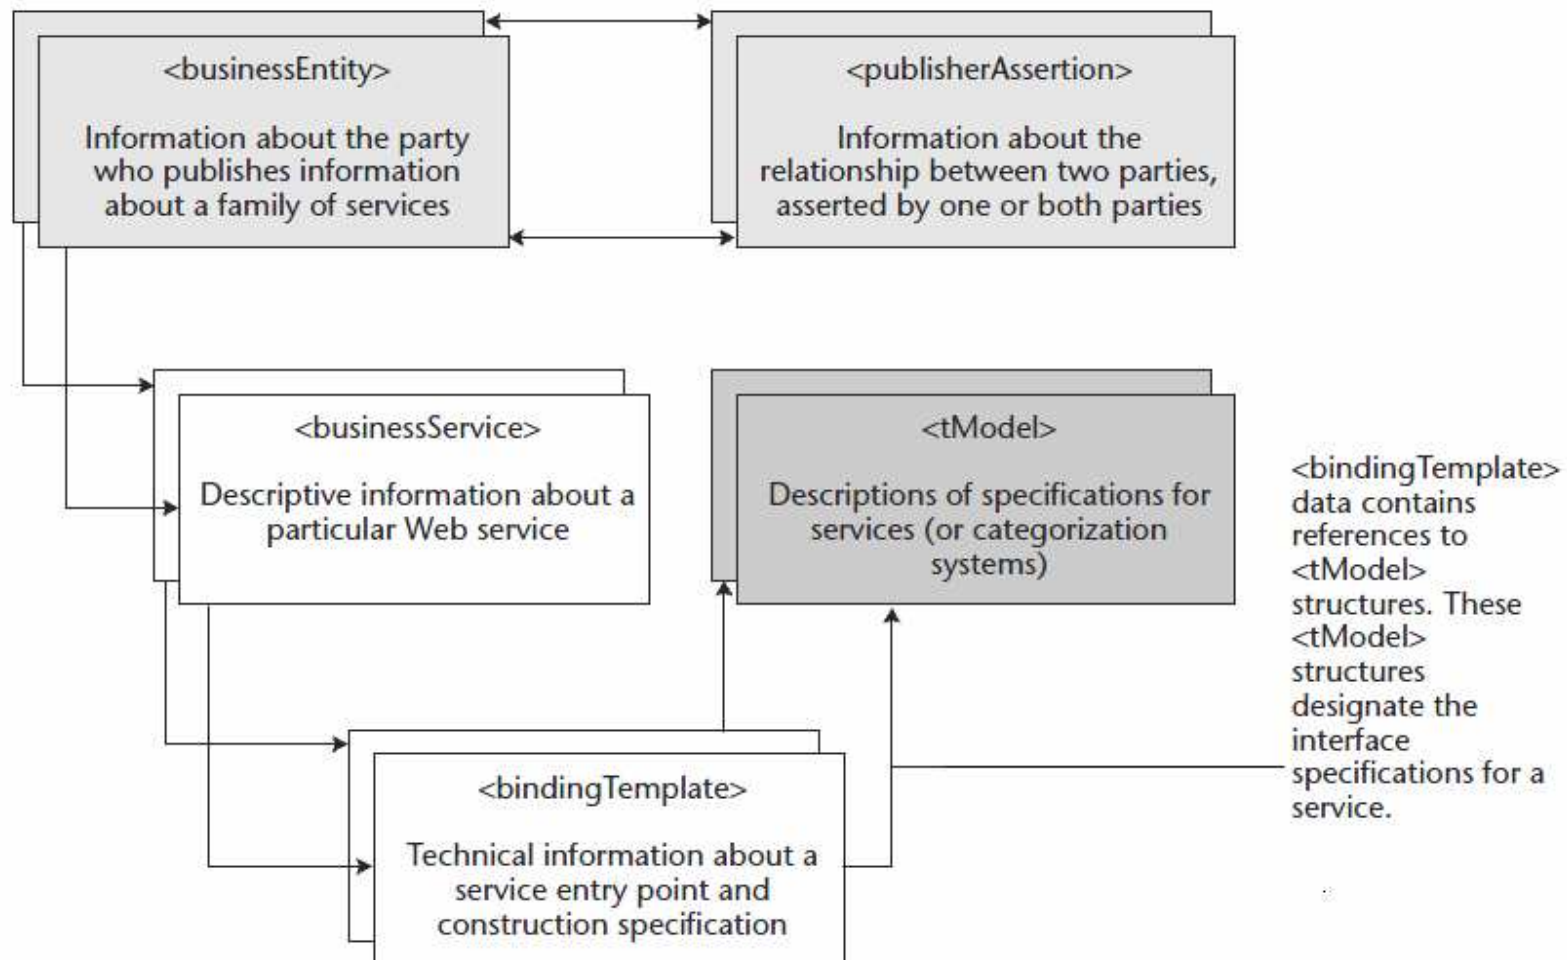 <businessEntity>
Information about the party
who publishes information
about a family of services
<publisherAssertion>
Information about the
relationship between two parties,
asserted by one or both parties
<businessService>
Descriptive information about a
particular Web service
<tModel>
Descriptions of specifications for
services (or categorization
systems)
<bindingTemplate>
data contains
references to
<tModel>
structures. These
<tModel>
structures
designate the
interface
specifications for a
service.
<bindingTemplate>
Technical information about a
service entry point and
construction specification